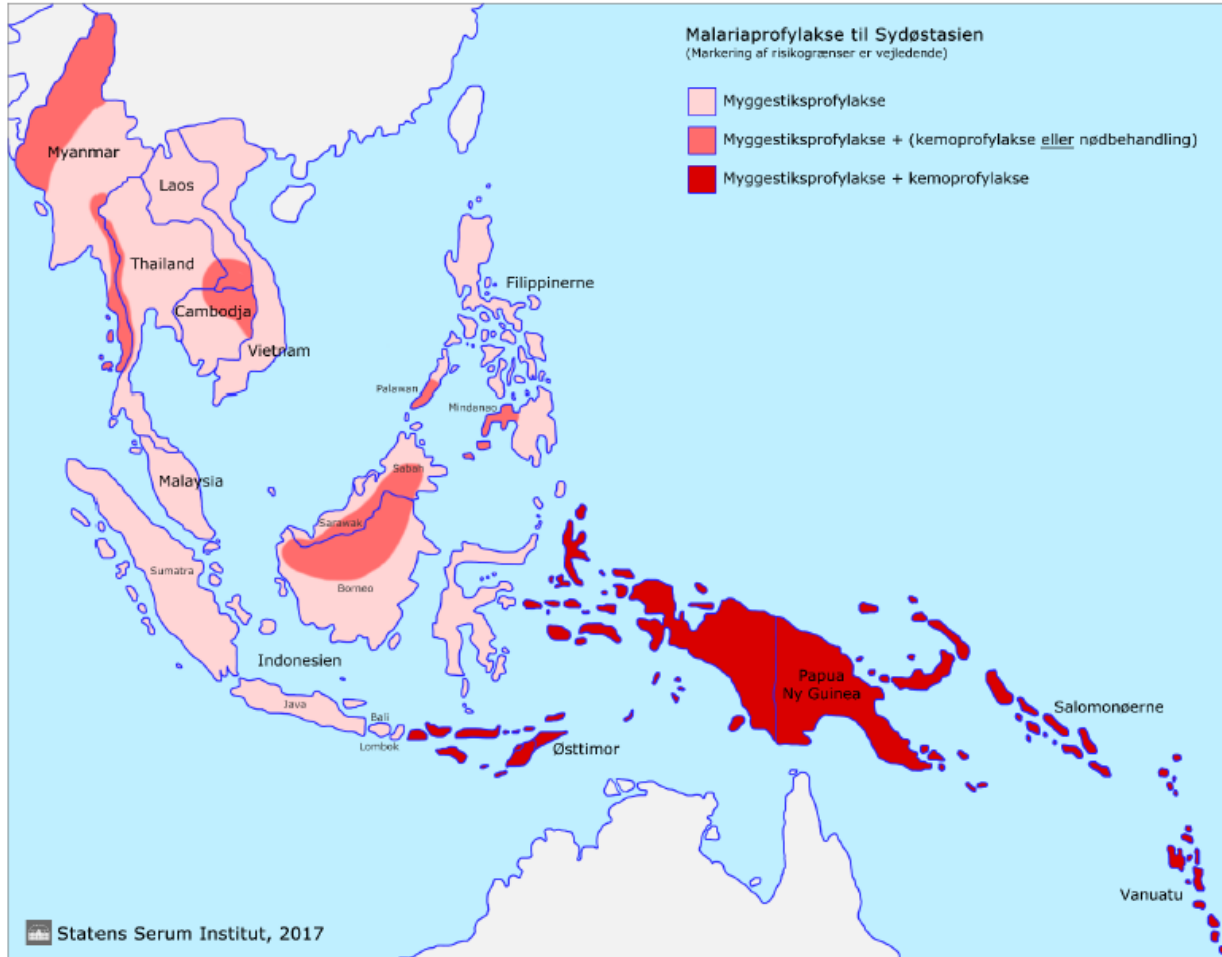 Malariaprofylakse til Sydøstasien
(Markering af risikogrænser er vejledende)
Myggestiksprofylakse
Myggestiksprofylakse + (kemoprofylakse eller nødbehandling)
Myggestiksprofylakse + kemoprofylakse
Myanmar
Laos
Thailand
Filippinerne
Cambodja
Vietnam
Palawan
Mindanao
Sabah
Malaysia
Sarawak
Sumatra
Borneo
Indonesien
Papua
Ny Guinea
Java
Bali
Lombok
Østtimor
Salomonøerne
Vanuatu
Statens Serum Institut, 2017